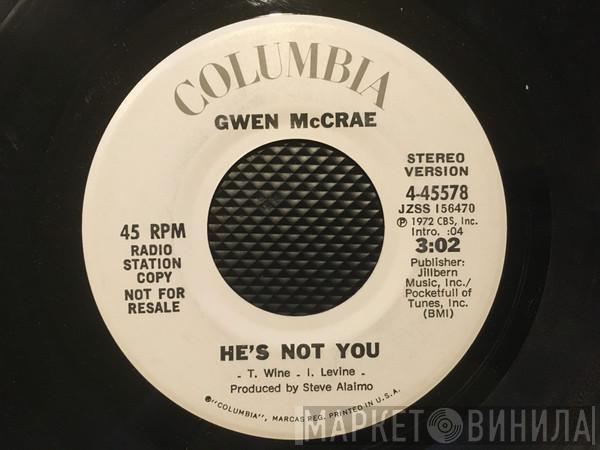 COLUMBIA
GWEN McCRAE
STEREO
VERSION
4-45578
JZSS 156470
Ⓟ 1972 CBS, Inc.
Intro. :04
3:02
Publisher:
Jillbern
Music, Inc./
Pocketfull of
Tunes, Inc.
(BMI)
45 RPM
RADIO
STATION
COPY
NOT FOR
RESALE
HE'S NOT YOU
- T. Wine - I. Levine -
Produced by Steve Alaimo
®"COLUMBIA", MARCAS REG. PRINTED IN U.S.A.
МАРКЕТ ВИНИЛА